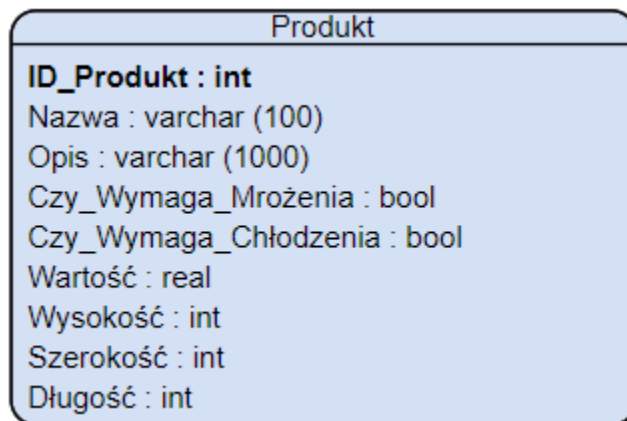 Produkt
ID_Produkt : int
Nazwa : varchar (100)
Opis : varchar (1000)
Czy_Wymaga_Mrożenia : bool
Czy_Wymaga_Chłodzenia : bool
Wartość : real
Wysokość : int
Szerokość : int
Długość : int